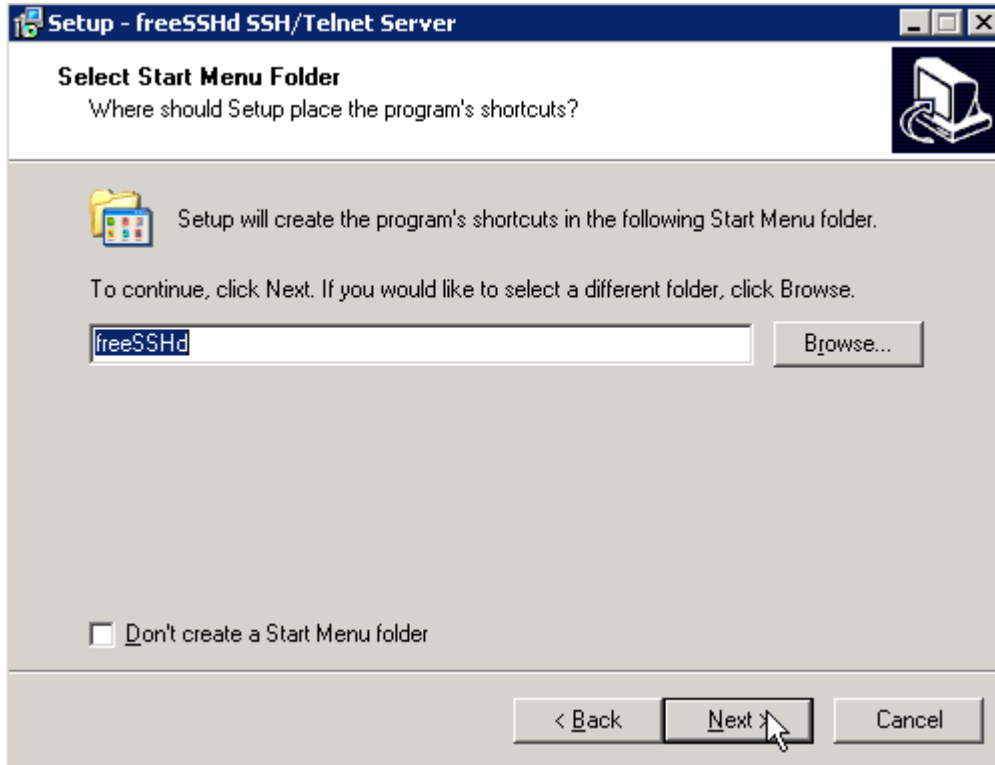 Setup - freeSSHd SSH/Telnet Server
Select Start Menu Folder
Where should Setup place the program's shortcuts?
Setup will create the program's shortcuts in the following Start Menu folder.
To continue, click Next. If you would like to select a different folder, click Browse.
freeSSHd
Browse...
Don't create a Start Menu folder
< Back
Next >
Cancel